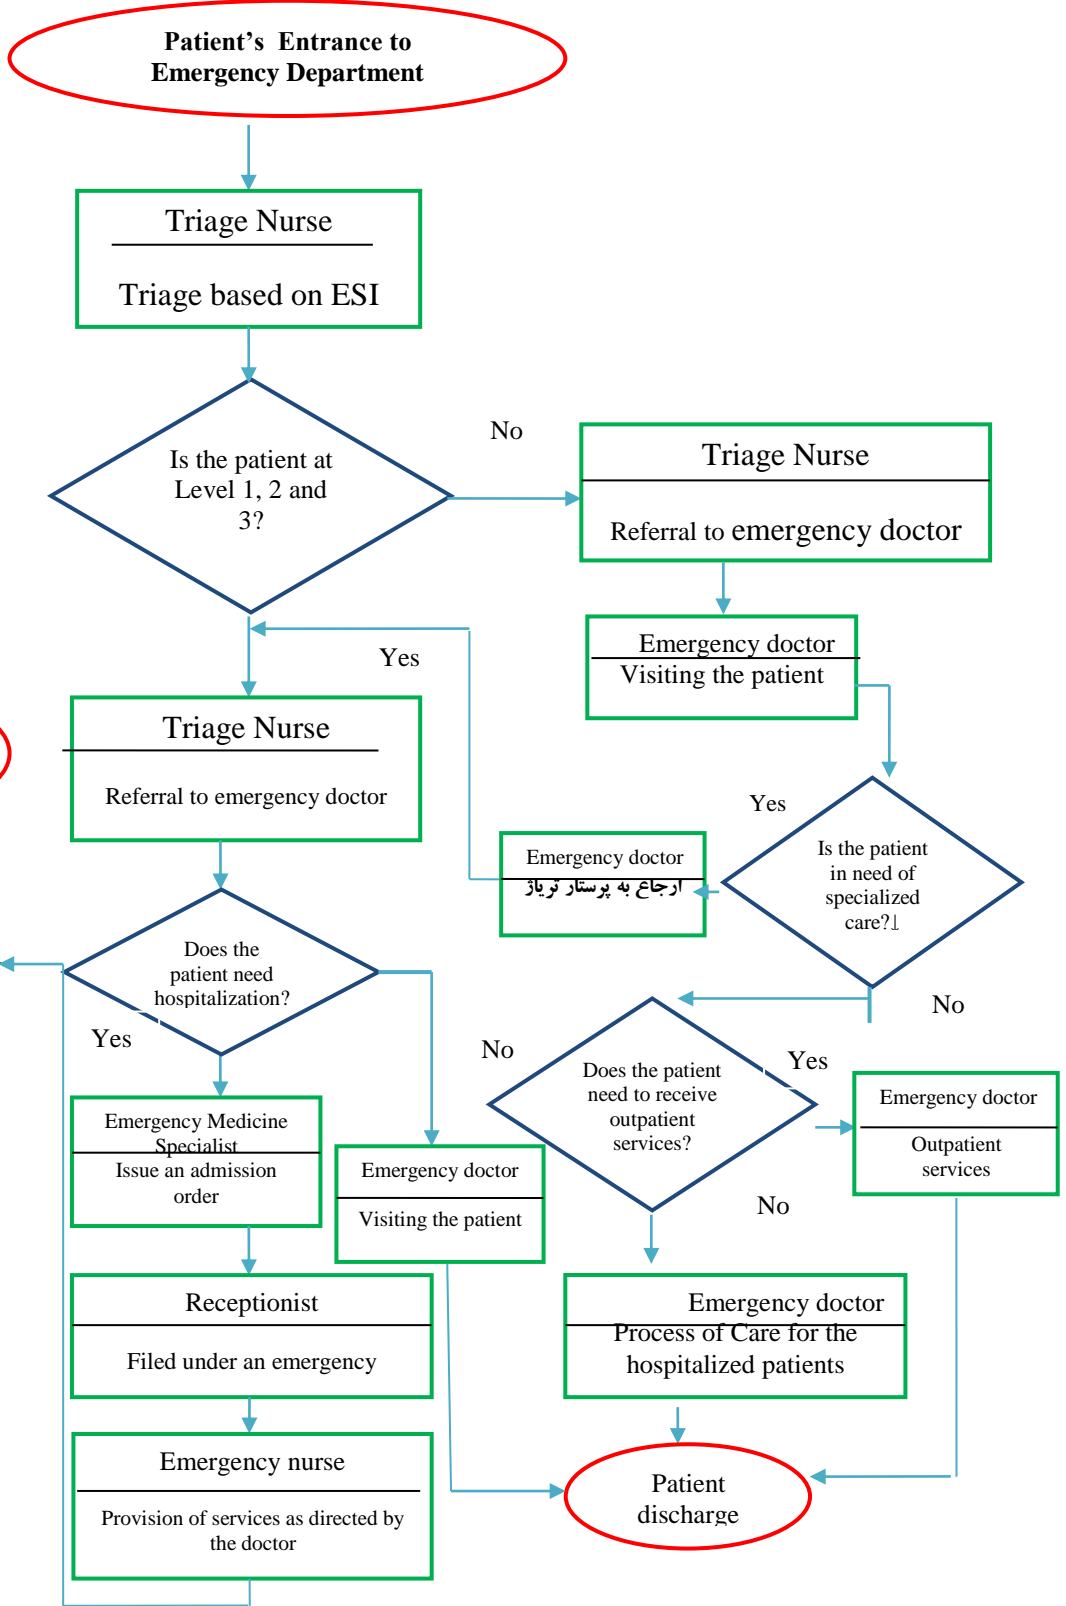 Patient’s Entrance to
Emergency Department
Triage Nurse
Triage based on ESI
Is the patient at
Level 1, 2 and
3?
No
Triage Nurse
Referral to emergency doctor
Emergency doctor
Visiting the patient
Yes
Triage Nurse
Referral to emergency doctor
Yes
Is the patient
in need of
specialized
care?
Emergency doctor
ارجاع به پرستار تریاژ
Does the
patient need
hospitalization?
Yes
No
No
Does the patient
need to receive
outpatient
services?
Yes
Emergency doctor
Outpatient
services
Emergency Medicine
Specialist
Issue an admission
order
Emergency doctor
Visiting the patient
No
Receptionist
Filed under an emergency
Emergency doctor
Process of Care for the
hospitalized patients
Emergency nurse
Provision of services as directed by
the doctor
Patient
discharge